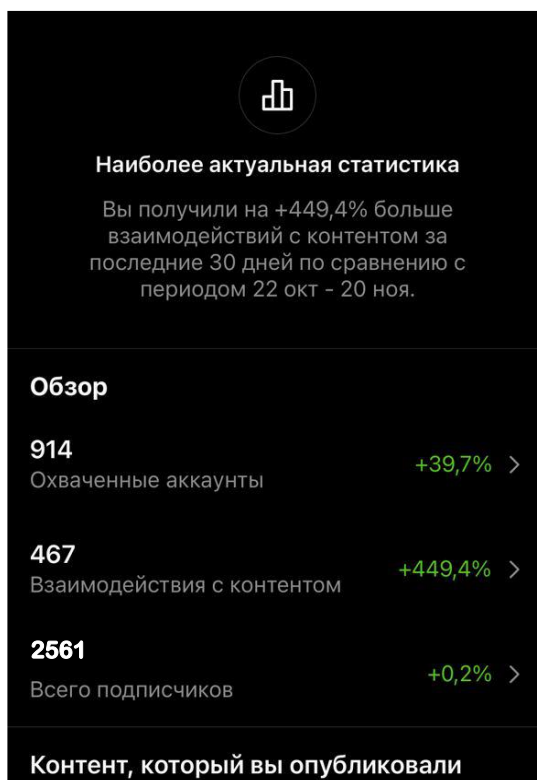 Наиболее актуальная статистика
Вы получили на +449,4% больше
взаимодействий с контентом за
последние 30 дней по сравнению с
периодом 22 окт - 20 ноя.
Обзор
914
+39,7%
Охваченные аккаунты
467
+449,4%
Взаимодействия с контентом
2561
+0,2%
Всего подписчиков
Контент, который вы опубликовали